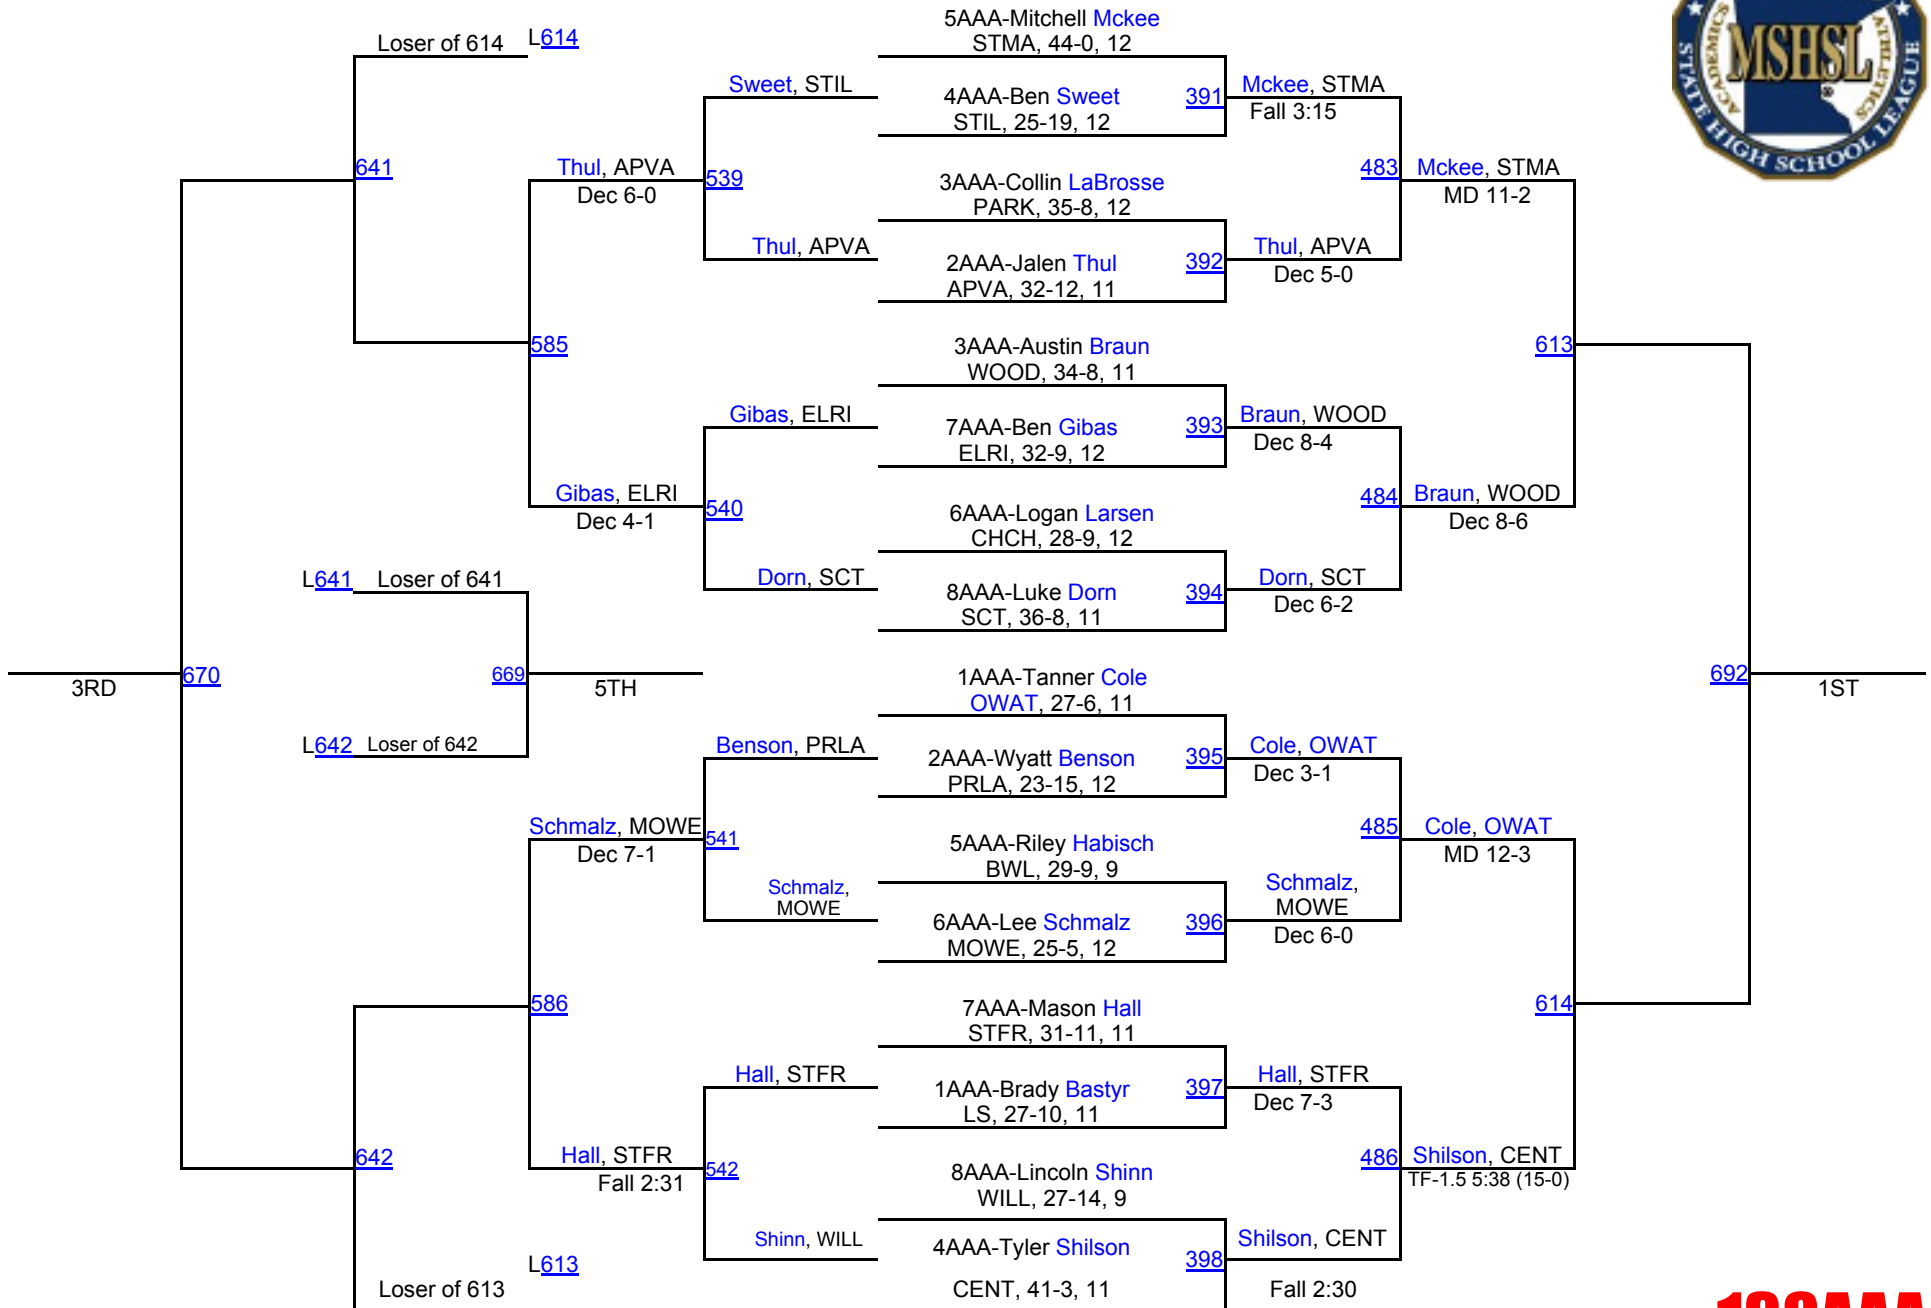 5AAA-Mitchell Mckee
STMA, 44-0, 12
Loser of 614 L614
Sweet, STIL
4AAA-Ben Sweet
STIL, 25-19, 12
391
Mckee, STMA
Fall 3:15
641
Thul, APVA
Dec 6-0
539
3AAA-Collin LaBrosse
PARK, 35-8, 12
483
Mckee, STMA
MD 11-2
Thul, APVA
2AAA-Jalen Thul
APVA, 32-12, 11
392
Thul, APVA
Dec 5-0
585
3AAA-Austin Braun
WOOD, 34-8, 11
613
Gibas, ELRI
7AAA-Ben Gibas
ELRI, 32-9, 12
393
Braun, WOOD
Dec 8-4
Gibas, ELRI
Dec 4-1
540
6AAA-Logan Larsen
CHCH, 28-9, 12
484
Braun, WOOD
Dec 8-6
L641 Loser of 641
Dorn, SCT
8AAA-Luke Dorn
SCT, 36-8, 11
394
Dorn, SCT
Dec 6-2
3RD
670
669
5TH
1AAA-Tanner Cole
OWAT, 27-6, 11
692
1ST
L642 Loser of 642
Benson, PRLA
2AAA-Wyatt Benson
PRLA, 23-15, 12
395
Cole, OWAT
Dec 3-1
Schmalz, MOWE
Dec 7-1
541
5AAA-Riley Habisch
BWL, 29-9, 9
485
Cole, OWAT
MD 12-3
Schmalz,
MOWE
6AAA-Lee Schmalz
MOWE, 25-5, 12
396
Schmalz,
MOWE
Dec 6-0
586
7AAA-Mason Hall
STFR, 31-11, 11
614
Hall, STFR
1AAA-Brady Bastyr
LS, 27-10, 11
397
Hall, STFR
Dec 7-3
642
Hall, STFR
Fall 2:31
542
8AAA-Lincoln Shinn
WILL, 27-14, 9
486
Shilson, CENT
TF-1.5 5:38 (15-0)
Shinn, WILL
4AAA-Tyler Shilson
CENT, 41-3, 11
398
Shilson, CENT
Fall 2:30
L613
Loser of 613
ACADEMICS
MSHSL
®
ATHLETICS
STATE HIGH SCHOOL LEAGUE